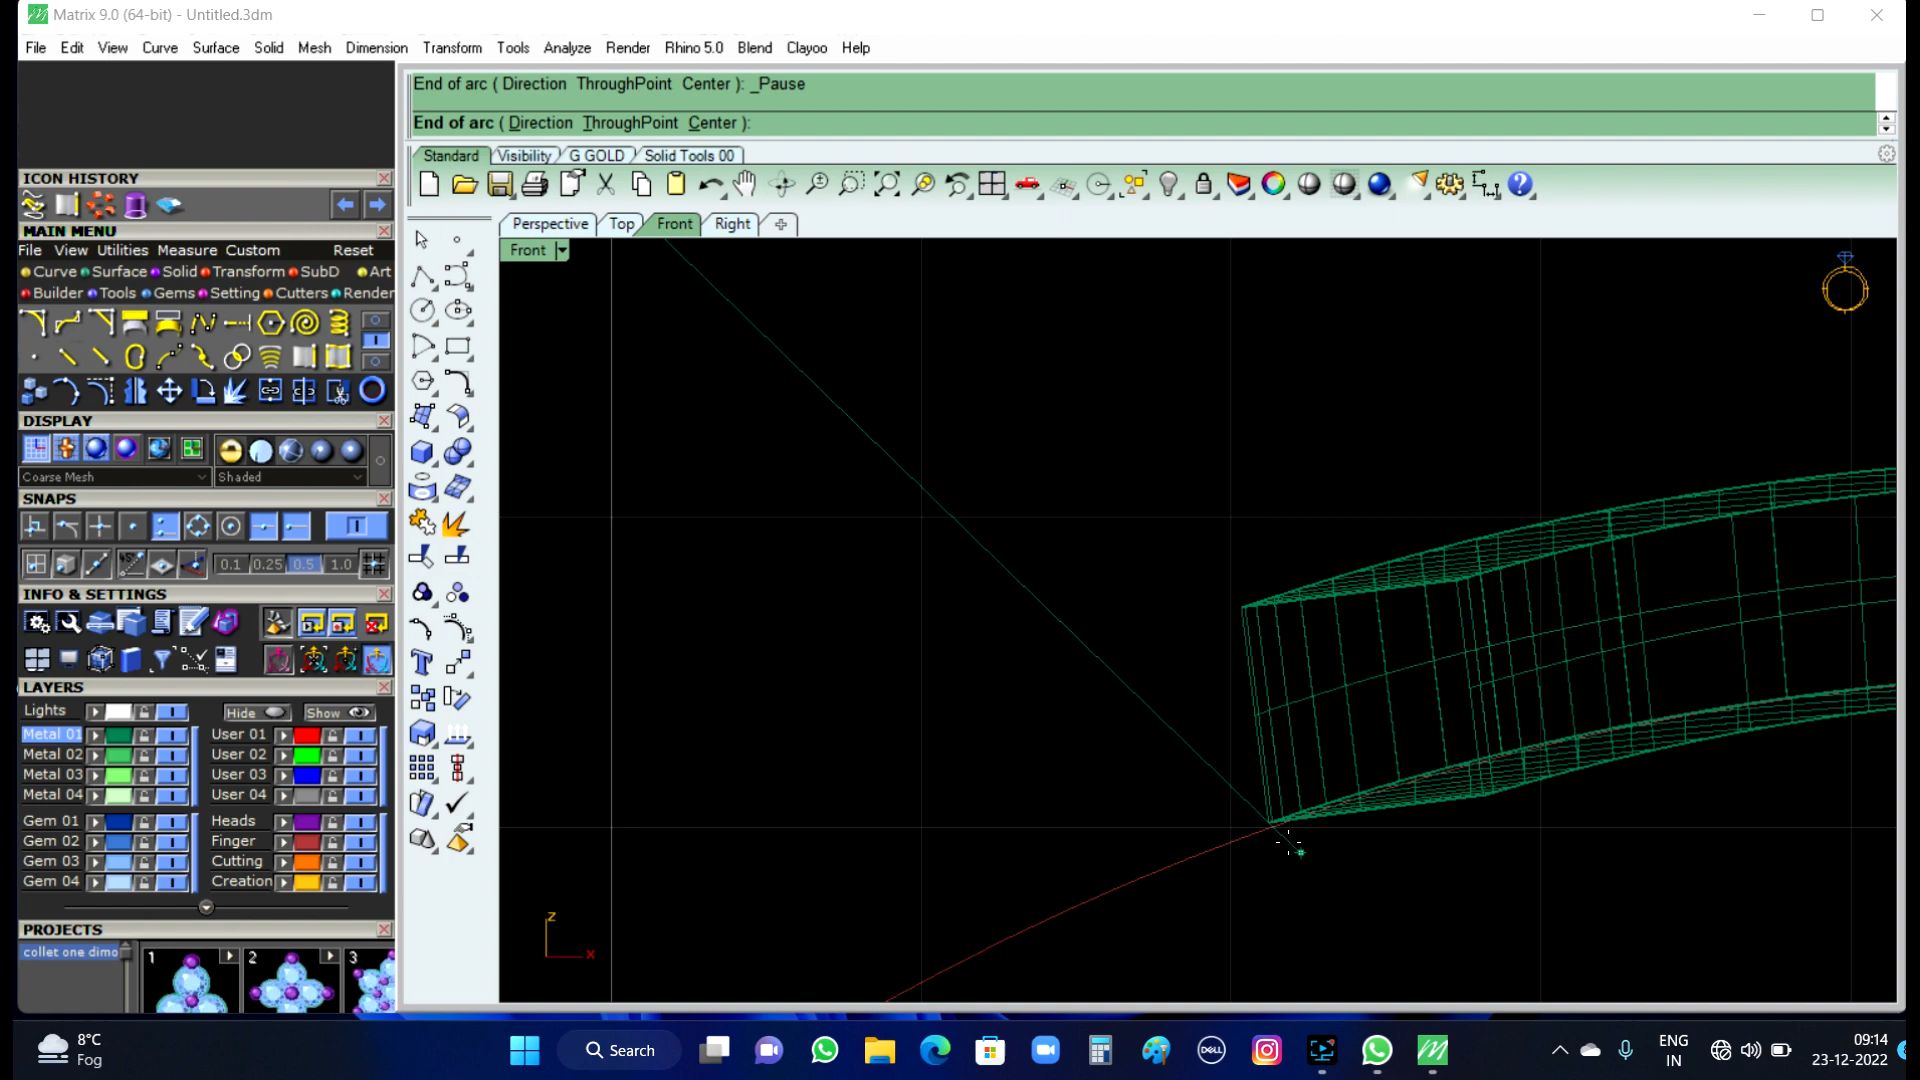 Matrix 9.0 (64-bit) - Untitled.3dm
File Edit View Curve Surface Solid Mesh Dimension Transform Tools Analyze Render Rhino 5.0 Blend Clayoo Help
End of arc ( Direction ThroughPoint Center ): _Pause
End of arc ( Direction ThroughPoint Center ):
Standard Visibility G GOLD Solid Tools 00
ICON HISTORY
MAIN MENU
File View Utilities Measure Custom Reset
Curve Surface Solid Transform SubD Art
Builder Tools Gems Setting Cutters Render
DISPLAY
Coarse Mesh Shaded
SNAPS
0.1 0.25 0.5 1.0
INFO & SETTINGS
LAYERS
Lights Hide Show
Metal 01 User 01
Metal 02 User 02
Metal 03 User 03
Metal 04 User 04
Gem 01 Heads
Gem 02 Finger
Gem 03 Cutting
Gem 04 Creation
PROJECTS
collet one dimo
1 2 3
Perspective Top Front Right
Front
z
x
8°C
Fog
Search
DELL
ENG
IN
09:14
23-12-2022